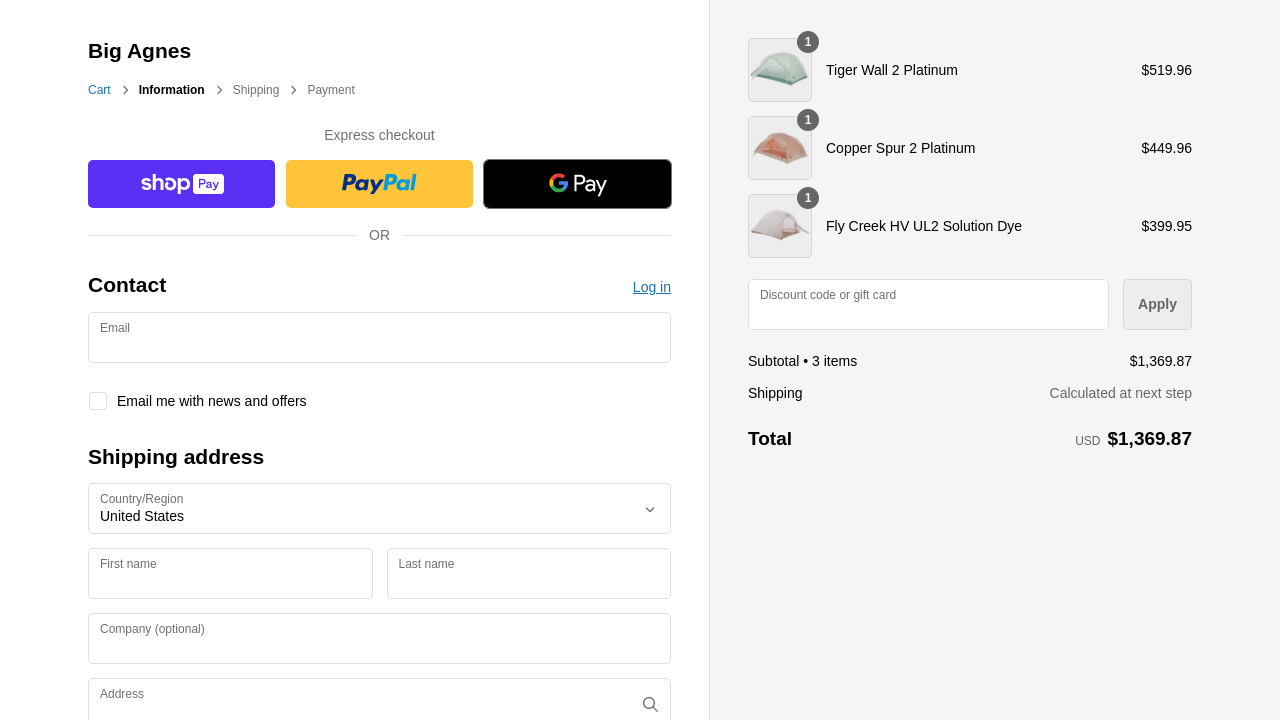 Big Agnes
Cart
Information
Shipping
Payment
Express checkout
shop Pay
PayPal
G Pay
OR
Contact
Log in
Email
Email me with news and offers
Shipping address
Country/Region
United States
First name
Last name
Company (optional)
Address
1
Tiger Wall 2 Platinum
$519.96
1
Copper Spur 2 Platinum
$449.96
1
Fly Creek HV UL2 Solution Dye
$399.95
Discount code or gift card
Apply
Subtotal • 3 items
$1,369.87
Shipping
Calculated at next step
Total
USD $1,369.87